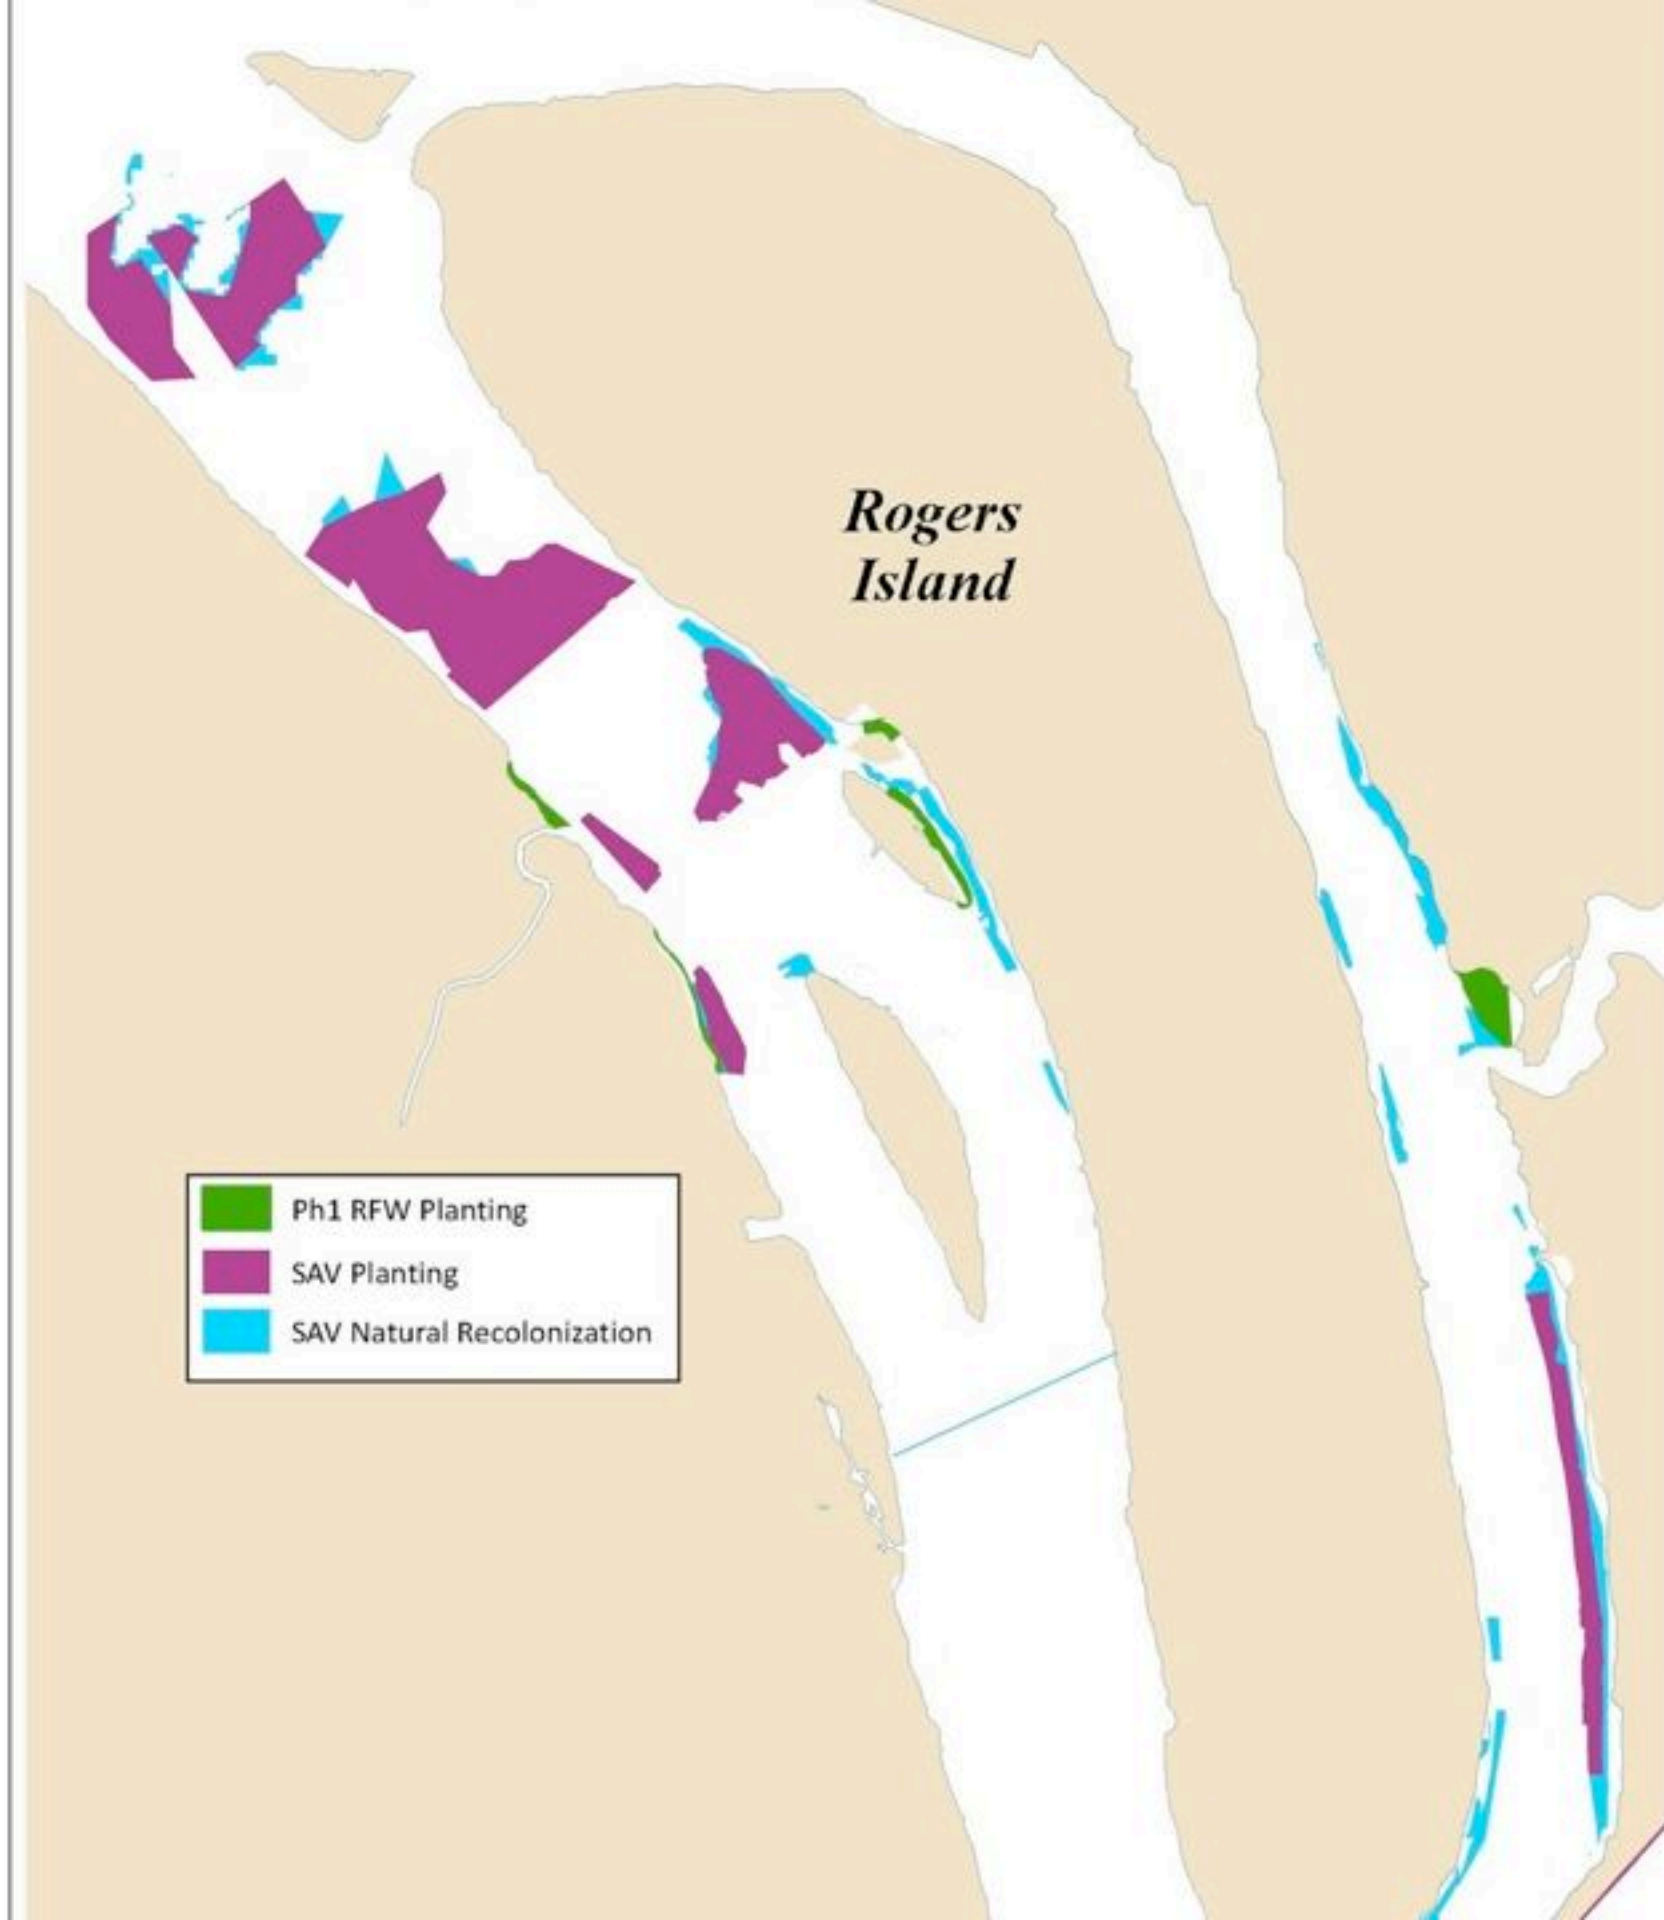 Rogers
Island
Ph1 RFW Planting
SAV Planting
SAV Natural Recolonization